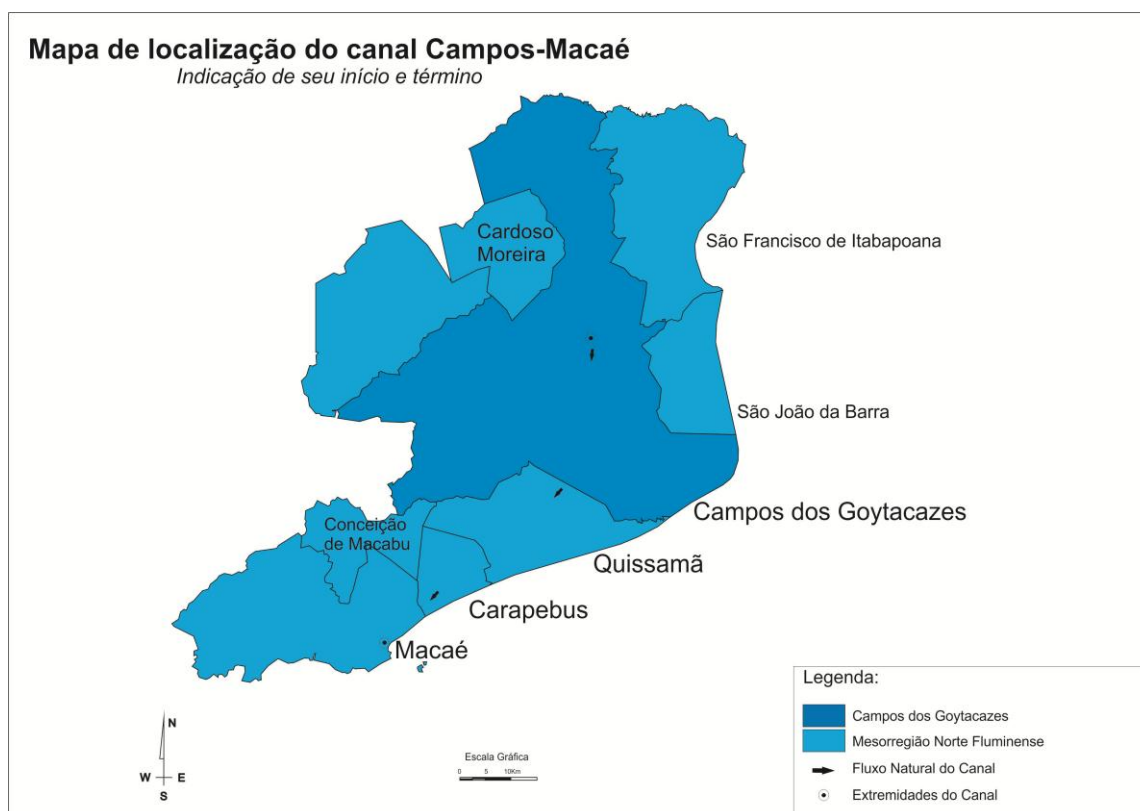 Mapa de localização do canal Campos-Macaé
Indicação de seu início e término
Cardoso
Moreira
São Francisco de Itabapoana
São João da Barra
Campos dos Goytacazes
Conceição
de Macabu
Quissamã
Carapebus
Macaé
Legenda:
Campos dos Goytacazes
Mesorregião Norte Fluminense
Fluxo Natural do Canal
Extremidades do Canal
N
W E
S
Escala Gráfica
0 5 10Km